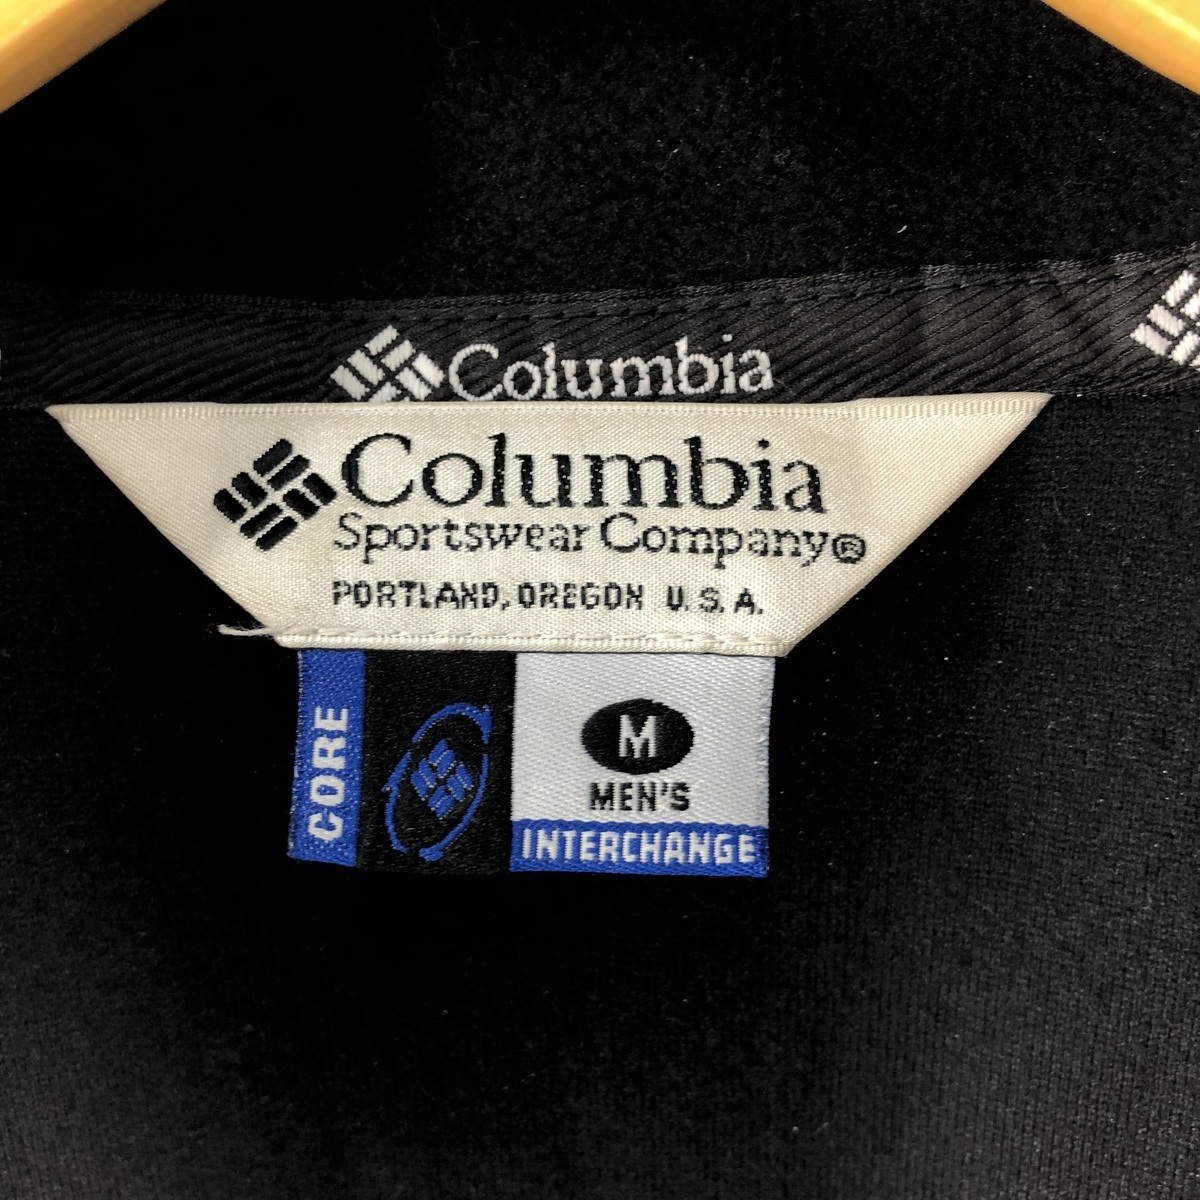 Columbia
Columbia
Sportswear Company®
PORTLAND, OREGON U.S.A.
CORE
M
MEN'S
INTERCHANGE